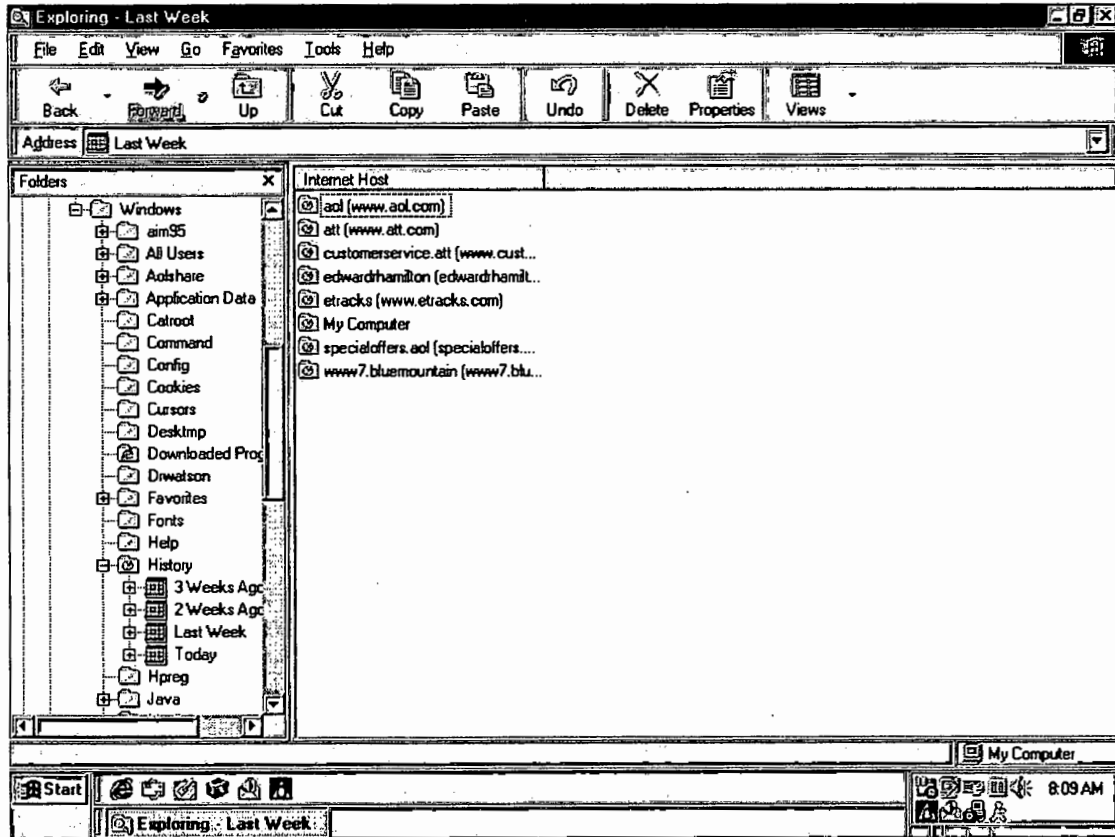 Exploring - Last Week
File Edit View Go Favorites Tools Help
Back Forward Up Cut Copy Paste Undo Delete Properties Views
Address Last Week
Folders
Internet Host
Windows
aim95
All Users
Aolshare
Application Data
Catroot
Command
Config
Cookies
Cursors
Desktmp
Downloaded Prog
Drwatson
Favorites
Fonts
Help
History
3 Weeks Ago
2 Weeks Ago
Last Week
Today
Hpreg
Java
aol (www.aol.com)
att (www.att.com)
customerservice.att (www.cust...
edwardrhamilton (edwardrhamilt...
etracks (www.etracks.com)
My Computer
specialoffers.aol (specialoffers....
www7.bluemountain (www7.blu...
My Computer
Start
8:09 AM
Exploring - Last Week